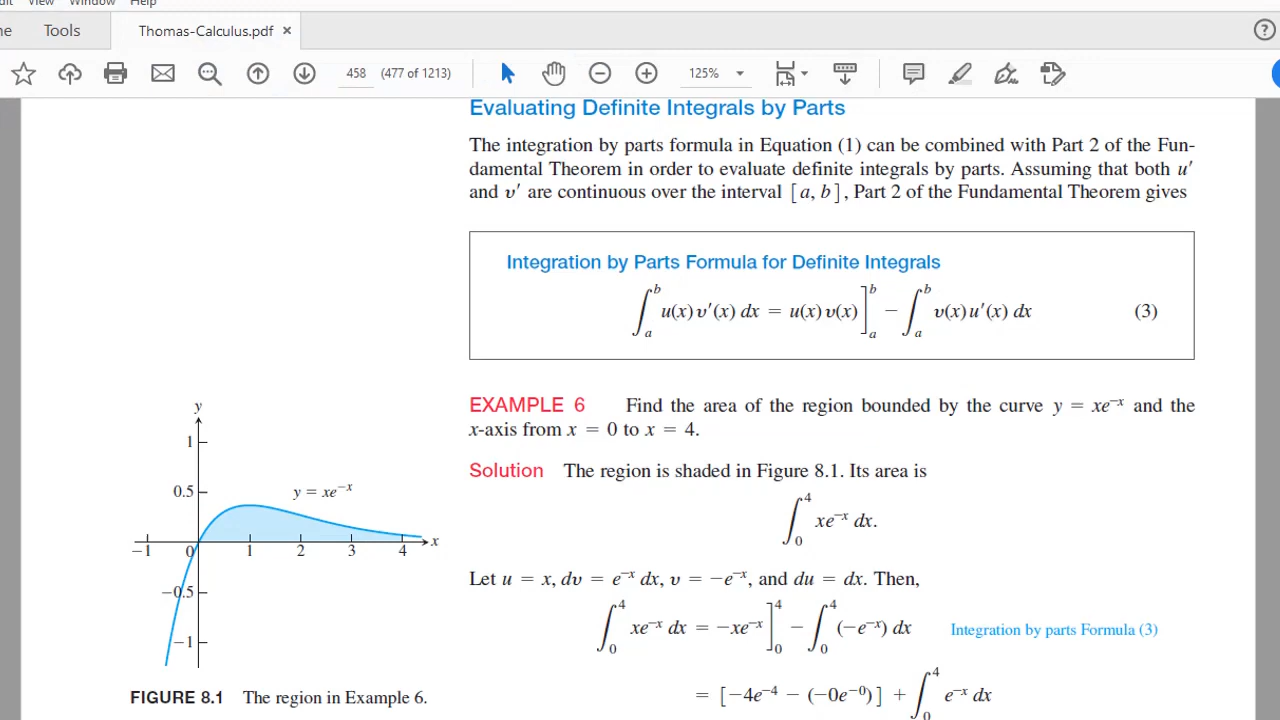 View Window Help
Tools Thomas-Calculus.pdf ×
458 (477 of 1213) 125%
Evaluating Definite Integrals by Parts
The integration by parts formula in Equation (1) can be combined with Part 2 of the Fun-
damental Theorem in order to evaluate definite integrals by parts. Assuming that both u′
and v′ are continuous over the interval [a, b], Part 2 of the Fundamental Theorem gives
Integration by Parts Formula for Definite Integrals
∫_a^b u(x) v′(x) dx = u(x) v(x)]_a^b − ∫_a^b v(x) u′(x) dx (3)
EXAMPLE 6 Find the area of the region bounded by the curve y = xe^−x and the
x-axis from x = 0 to x = 4.
Solution The region is shaded in Figure 8.1. Its area is
∫_0^4 xe^−x dx.
Let u = x, dv = e^−x dx, v = −e^−x, and du = dx. Then,
∫_0^4 xe^−x dx = −xe^−x]_0^4 − ∫_0^4 (−e^−x) dx Integration by parts Formula (3)
= [−4e^−4 − (−0e^−0)] + ∫_0^4 e^−x dx
y
1
0.5
y = xe^−x
−1 0 1 2 3 4 x
−0.5
−1
FIGURE 8.1 The region in Example 6.